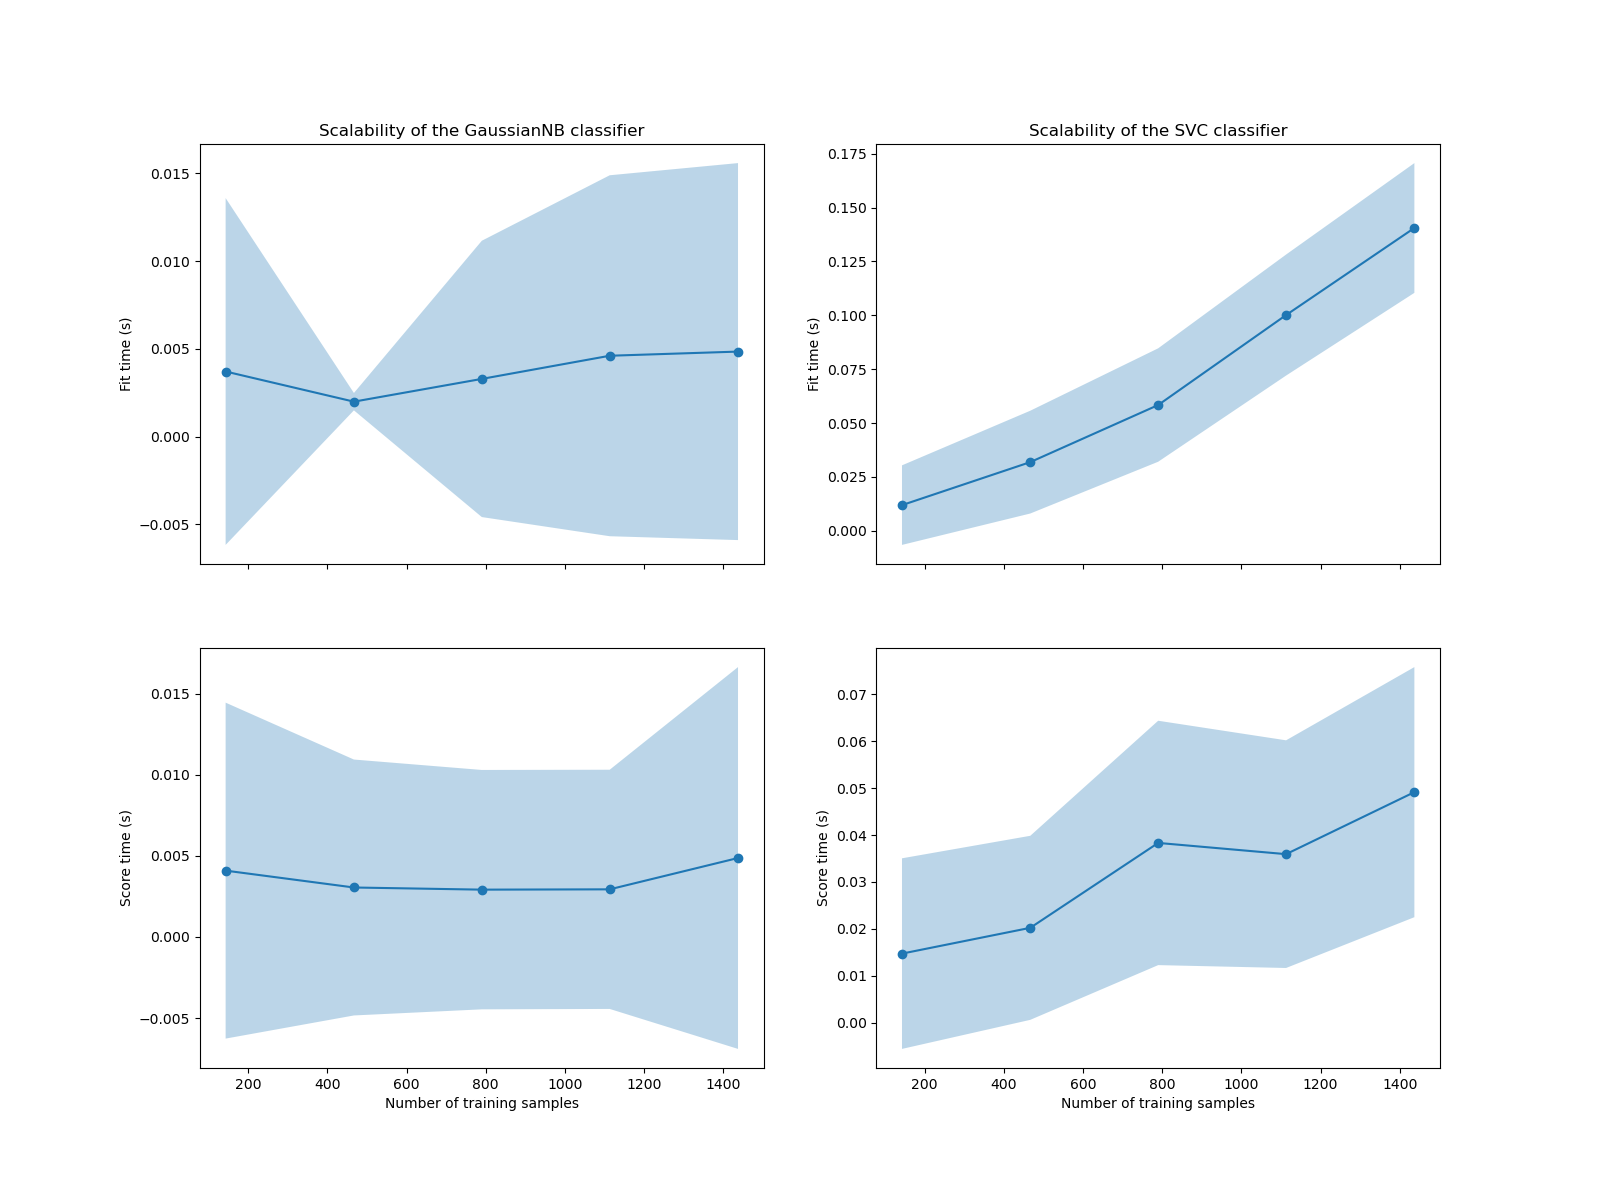 Scalability of the GaussianNB classifier
0.015
0.010
0.005
0.000
−0.005
Fit time (s)
Scalability of the SVC classifier
0.175
0.150
0.125
0.100
0.075
0.050
0.025
0.000
Fit time (s)
0.015
0.010
0.005
0.000
−0.005
Score time (s)
200 400 600 800 1000 1200 1400
Number of training samples
0.07
0.06
0.05
0.04
0.03
0.02
0.01
0.00
Score time (s)
200 400 600 800 1000 1200 1400
Number of training samples